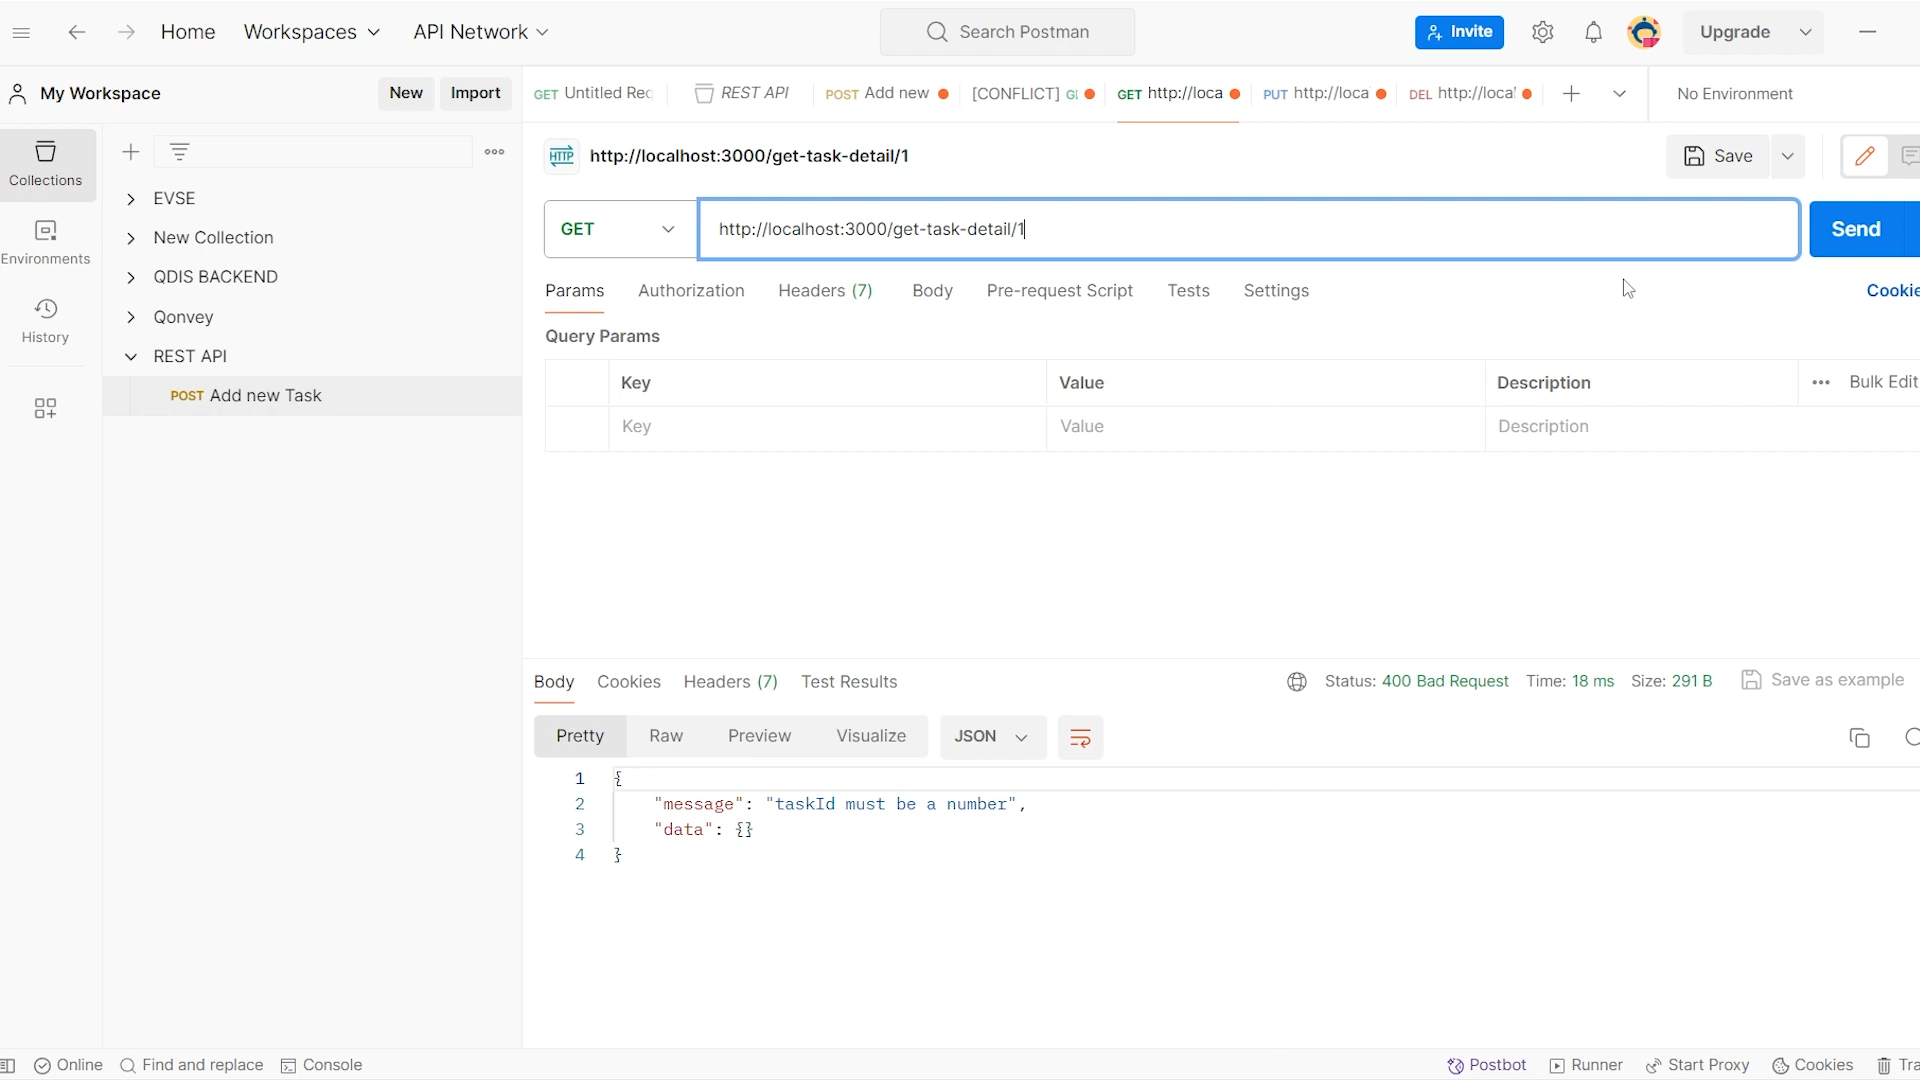 Home Workspaces API Network Search Postman Invite Upgrade
My Workspace New Import GET Untitled Rec REST API POST Add new [CONFLICT] GET http://loca PUT http://loca DEL http://local No Environment
Collections
Environments
History
EVSE
New Collection
QDIS BACKEND
Qonvey
REST API
POST Add new Task
HTTP http://localhost:3000/get-task-detail/1 Save
GET http://localhost:3000/get-task-detail/1 Send
Params Authorization Headers (7) Body Pre-request Script Tests Settings Cookie
Query Params
Key Value Description Bulk Edit
Key Value Description
Body Cookies Headers (7) Test Results Status: 400 Bad Request Time: 18 ms Size: 291 B Save as example
Pretty Raw Preview Visualize JSON
1 {
2 "message": "taskId must be a number",
3 "data": {}
4 }
Online Find and replace Console Postbot Runner Start Proxy Cookies Tra